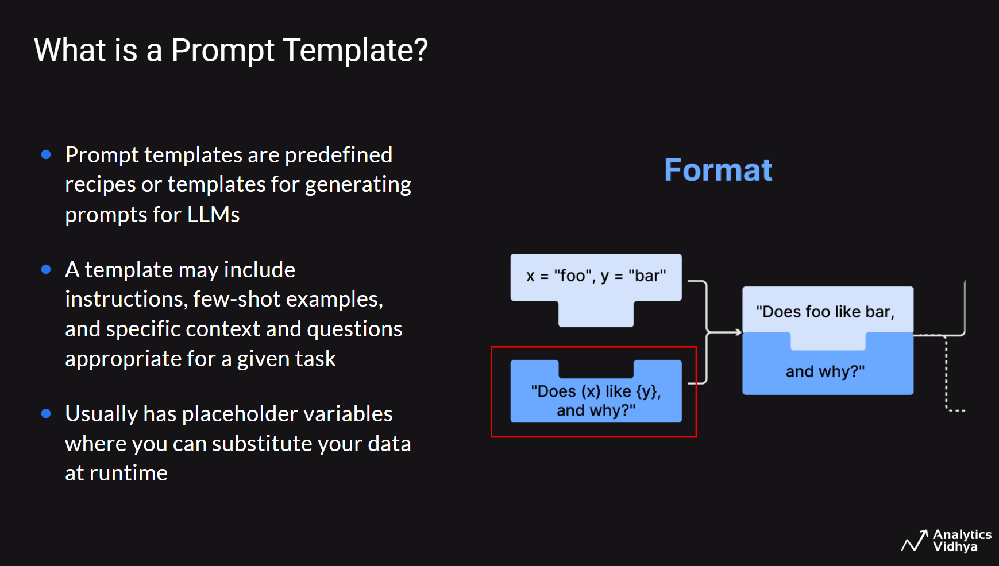 What is a Prompt Template?
Prompt templates are predefined
recipes or templates for generating
prompts for LLMs
A template may include
instructions, few-shot examples,
and specific context and questions
appropriate for a given task
Usually has placeholder variables
where you can substitute your data
at runtime
Format
x = "foo", y = "bar"
"Does (x) like {y},
and why?"
"Does foo like bar,
and why?"
Analytics
Vidhya